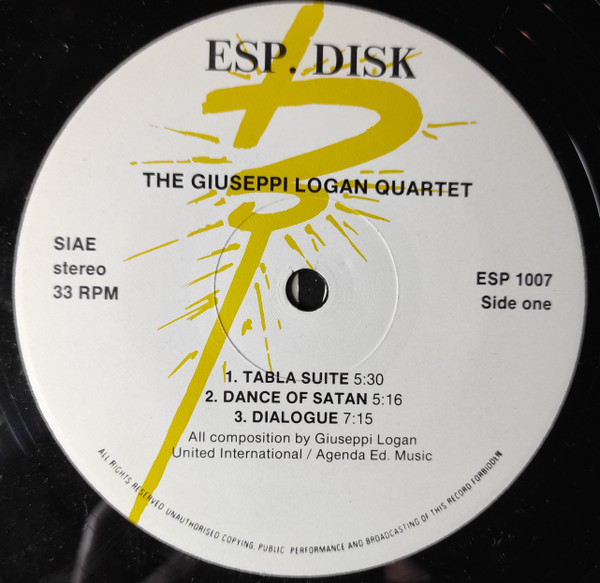 ESP. DISK
THE GIUSEPPI LOGAN QUARTET
SIAE
stereo
33 RPM
ESP 1007
Side one
1. TABLA SUITE 5:30
2. DANCE OF SATAN 5:16
3. DIALOGUE 7:15
All composition by Giuseppi Logan
United International / Agenda Ed. Music
ALL RIGHTS RESERVED UNAUTHORISED COPYING, PUBLIC PERFORMANCE AND BROADCASTING OF THIS RECORD FORBIDDEN